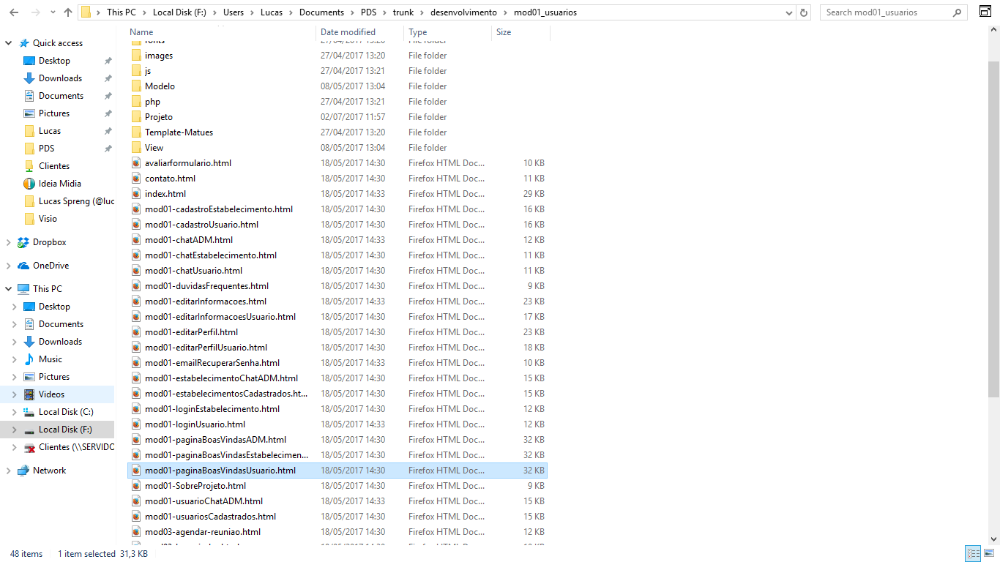 This PC > Local Disk (F:) > Users > Lucas > Documents > PDS > trunk > desenvolvimento > mod01_usuarios
Search mod01_usuarios
Name Date modified Type Size
Quick access
Desktop
Downloads
Documents
Pictures
Lucas
PDS
Clientes
Ideia Midia
Lucas Spreng (@luc
Visio
Dropbox
OneDrive
This PC
Desktop
Documents
Downloads
Music
Pictures
Videos
Local Disk (C:)
Local Disk (F:)
Clientes (\\SERVIDO
Network
fonts 27/04/2017 13:20 File folder
images 27/04/2017 13:20 File folder
js 27/04/2017 13:21 File folder
Modelo 08/05/2017 13:04 File folder
php 27/04/2017 13:21 File folder
Projeto 02/07/2017 11:57 File folder
Template-Matues 27/04/2017 13:20 File folder
View 08/05/2017 13:04 File folder
avaliarformulario.html 18/05/2017 14:30 Firefox HTML Doc... 10 KB
contato.html 18/05/2017 14:30 Firefox HTML Doc... 11 KB
index.html 18/05/2017 14:33 Firefox HTML Doc... 29 KB
mod01-cadastroEstabelecimento.html 18/05/2017 14:30 Firefox HTML Doc... 16 KB
mod01-cadastroUsuario.html 18/05/2017 14:30 Firefox HTML Doc... 16 KB
mod01-chatADM.html 18/05/2017 14:33 Firefox HTML Doc... 12 KB
mod01-chatEstabelecimento.html 18/05/2017 14:30 Firefox HTML Doc... 11 KB
mod01-chatUsuario.html 18/05/2017 14:30 Firefox HTML Doc... 11 KB
mod01-duvidasFrequentes.html 18/05/2017 14:30 Firefox HTML Doc... 9 KB
mod01-editarInformacoes.html 18/05/2017 14:33 Firefox HTML Doc... 23 KB
mod01-editarInformacoesUsuario.html 18/05/2017 14:30 Firefox HTML Doc... 17 KB
mod01-editarPerfil.html 18/05/2017 14:30 Firefox HTML Doc... 23 KB
mod01-editarPerfilUsuario.html 18/05/2017 14:30 Firefox HTML Doc... 18 KB
mod01-emailRecuperarSenha.html 18/05/2017 14:33 Firefox HTML Doc... 10 KB
mod01-estabelecimentoChatADM.html 18/05/2017 14:30 Firefox HTML Doc... 15 KB
mod01-estabelecimentosCadastrados.ht... 18/05/2017 14:30 Firefox HTML Doc... 15 KB
mod01-loginEstabelecimento.html 18/05/2017 14:30 Firefox HTML Doc... 12 KB
mod01-loginUsuario.html 18/05/2017 14:33 Firefox HTML Doc... 12 KB
mod01-paginaBoasVindasADM.html 18/05/2017 14:30 Firefox HTML Doc... 32 KB
mod01-paginaBoasVindasEstabelecimen... 18/05/2017 14:30 Firefox HTML Doc... 32 KB
mod01-paginaBoasVindasUsuario.html 18/05/2017 14:30 Firefox HTML Doc... 32 KB
mod01-SobreProjeto.html 18/05/2017 14:30 Firefox HTML Doc... 9 KB
mod01-usuarioChatADM.html 18/05/2017 14:33 Firefox HTML Doc... 15 KB
mod01-usuariosCadastrados.html 18/05/2017 14:30 Firefox HTML Doc... 15 KB
mod03-agendar-reuniao.html 18/05/2017 14:30 Firefox HTML Doc... 12 KB
48 items 1 item selected 31,3 KB